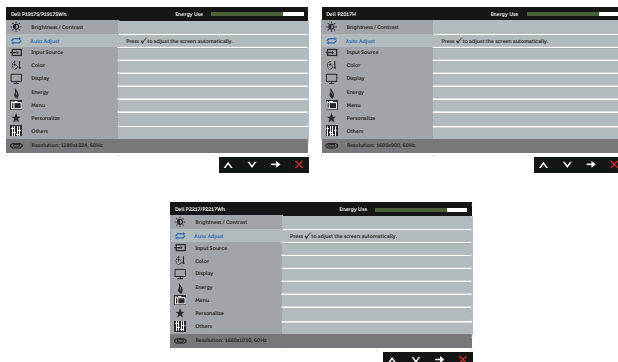 Dell P1917S/P1917SWh Energy Use
Brightness / Contrast
Auto Adjust Press ✓ to adjust the screen automatically.
Input Source
Color
Display
Energy
Menu
Personalize
Others
Resolution: 1280x1024, 60Hz
Dell P2017H Energy Use
Brightness / Contrast
Auto Adjust Press ✓ to adjust the screen automatically.
Input Source
Color
Display
Energy
Menu
Personalize
Others
Resolution: 1600x900, 60Hz
Dell P2217/P2217Wh Energy Use
Brightness / Contrast
Auto Adjust Press ✓ to adjust the screen automatically.
Input Source
Color
Display
Energy
Menu
Personalize
Others
Resolution: 1680x1050, 60Hz